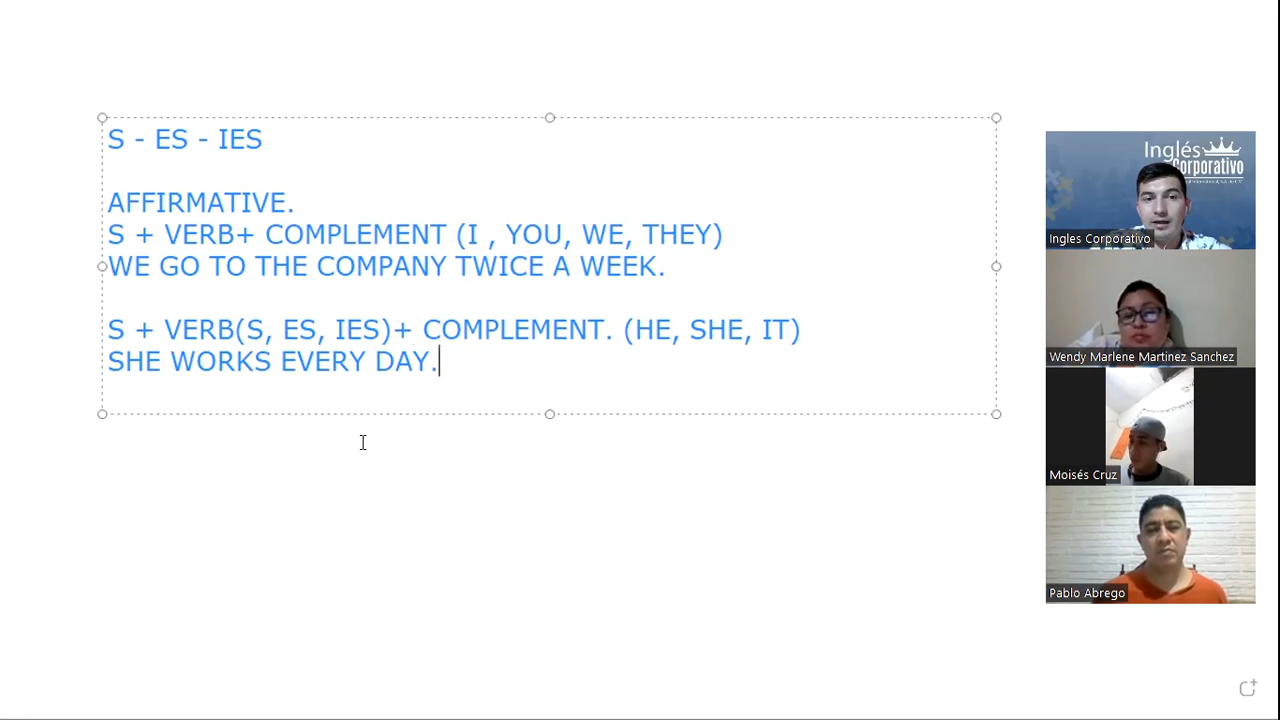 S - ES - IES
AFFIRMATIVE.
S + VERB+ COMPLEMENT (I , YOU, WE, THEY)
WE GO TO THE COMPANY TWICE A WEEK.
S + VERB(S, ES, IES)+ COMPLEMENT. (HE, SHE, IT)
SHE WORKS EVERY DAY.
Inglés
Corporativo
Ingles Corporativo
Wendy Marlene Martinez Sanchez
Moisés Cruz
Pablo Abrego